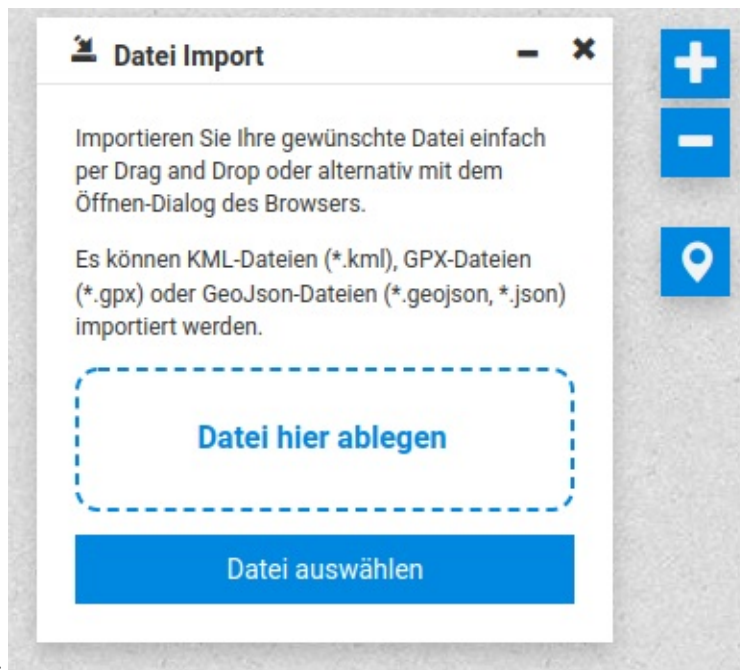 Datei Import
Importieren Sie Ihre gewünschte Datei einfach
per Drag and Drop oder alternativ mit dem
Öffnen-Dialog des Browsers.
Es können KML-Dateien (*.kml), GPX-Dateien
(*.gpx) oder GeoJson-Dateien (*.geojson, *.json)
importiert werden.
Datei hier ablegen
Datei auswählen